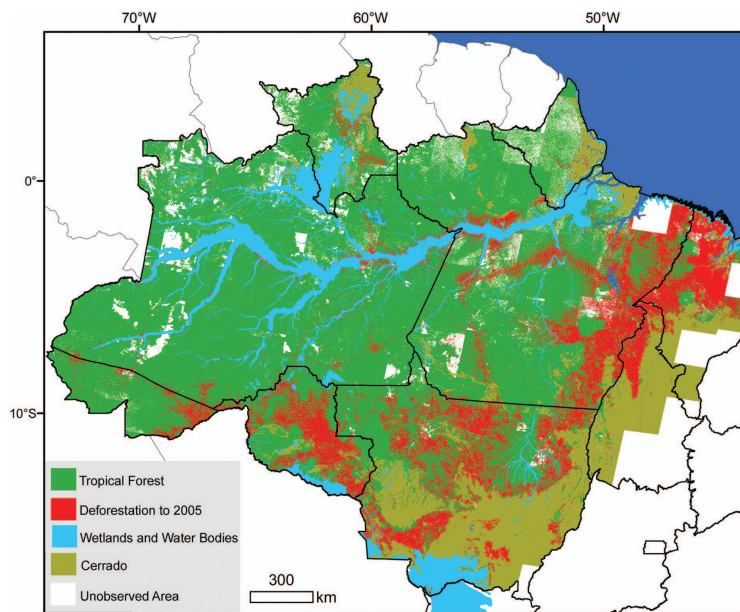 70°W 60°W 50°W
0°
10°S
Tropical Forest
Deforestation to 2005
Wetlands and Water Bodies
Cerrado
Unobserved Area
300
km